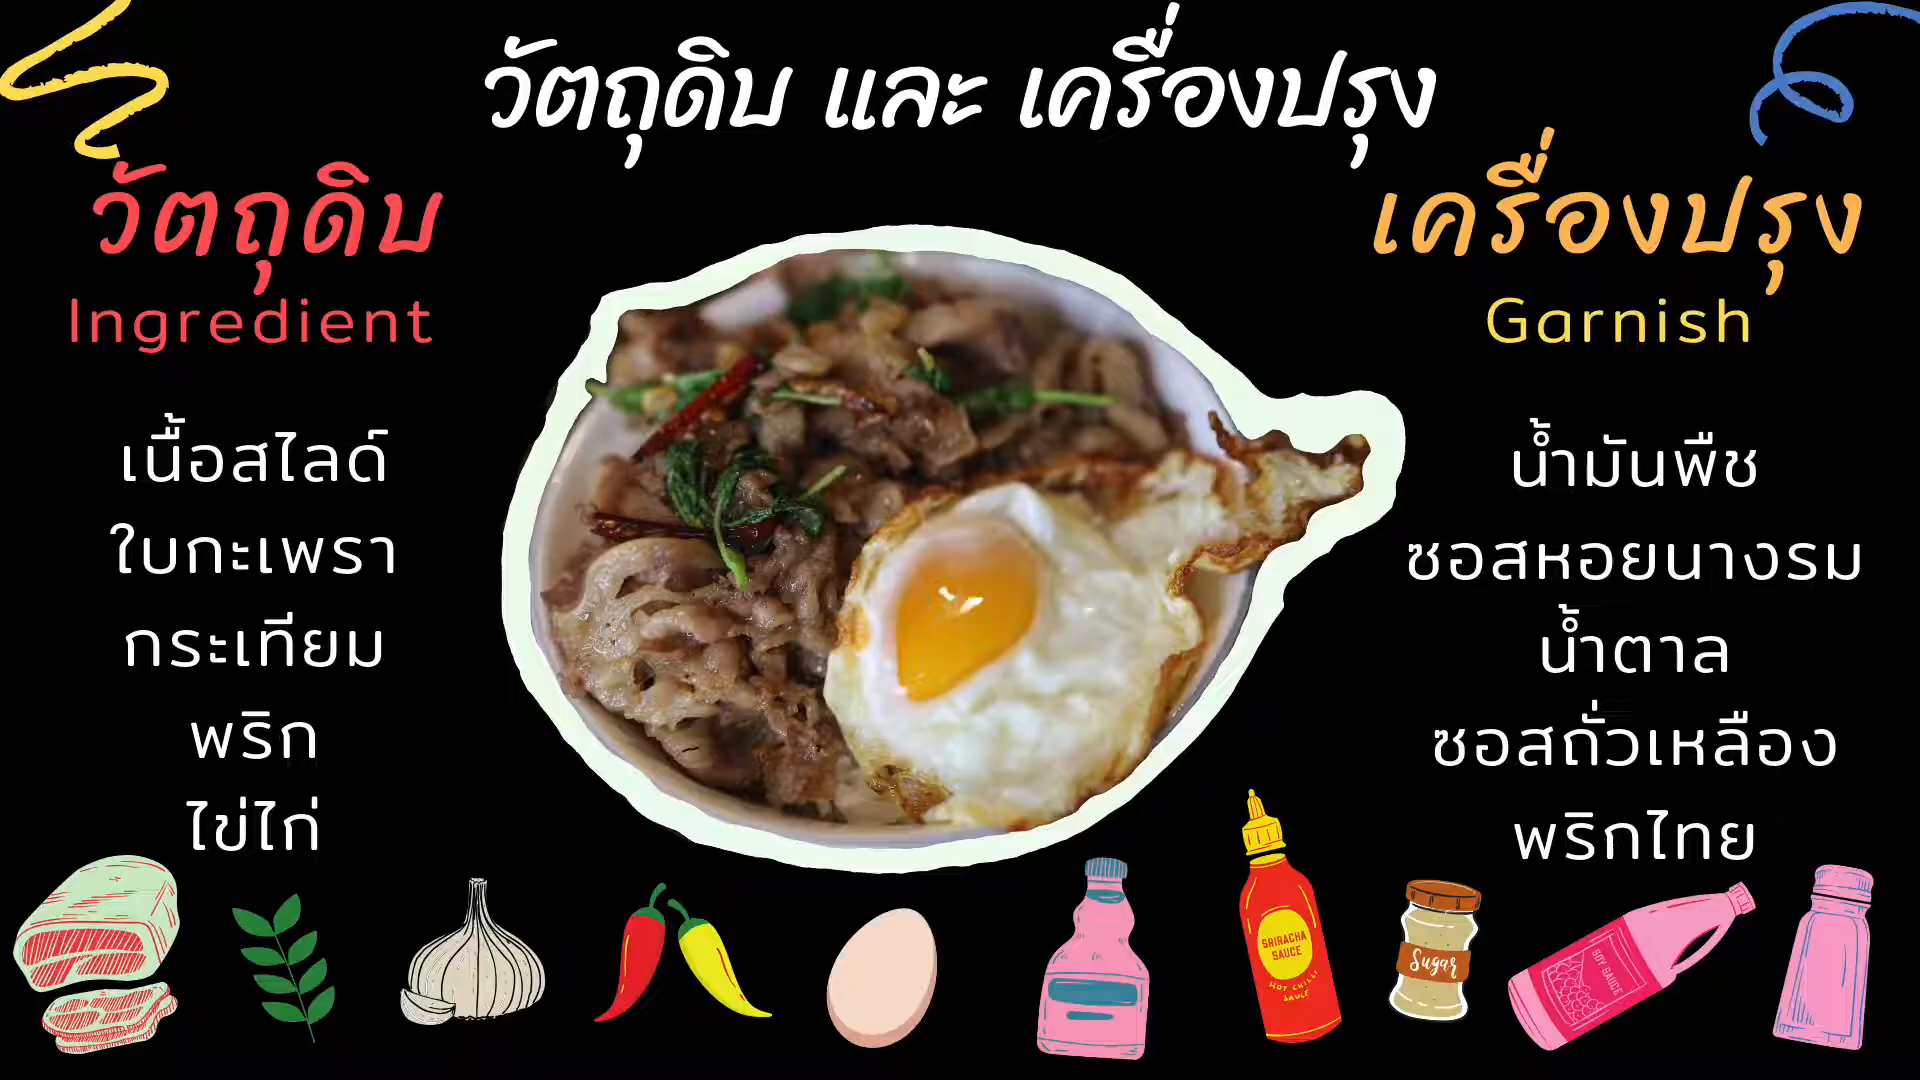 วัตถุดิบ และ เครื่องปรุง
วัตถุดิบ
Ingredient
เนื้อสไลด์
ใบกะเพรา
กระเทียม
พริก
ไข่ไก่
เครื่องปรุง
Garnish
น้ำมันพืช
ซอสหอยนางรม
น้ำตาล
ซอสถั่วเหลือง
พริกไทย
SRIRACHA
SAUCE
HOT CHILLI
SAUCE
Sugar
SOY SAUCE